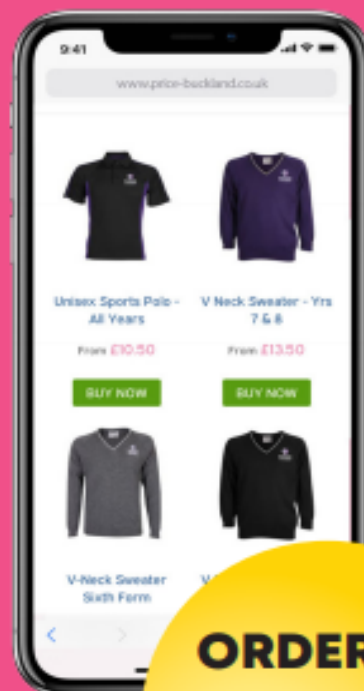 9:41
www.price-buckland.co.uk
Unisex Sports Polo -
All Years
From £10.50
BUY NOW
V Neck Sweater - Yrs
7 & 8
From £13.50
BUY NOW
V-Neck Sweater
Sixth Form
V
ORDER